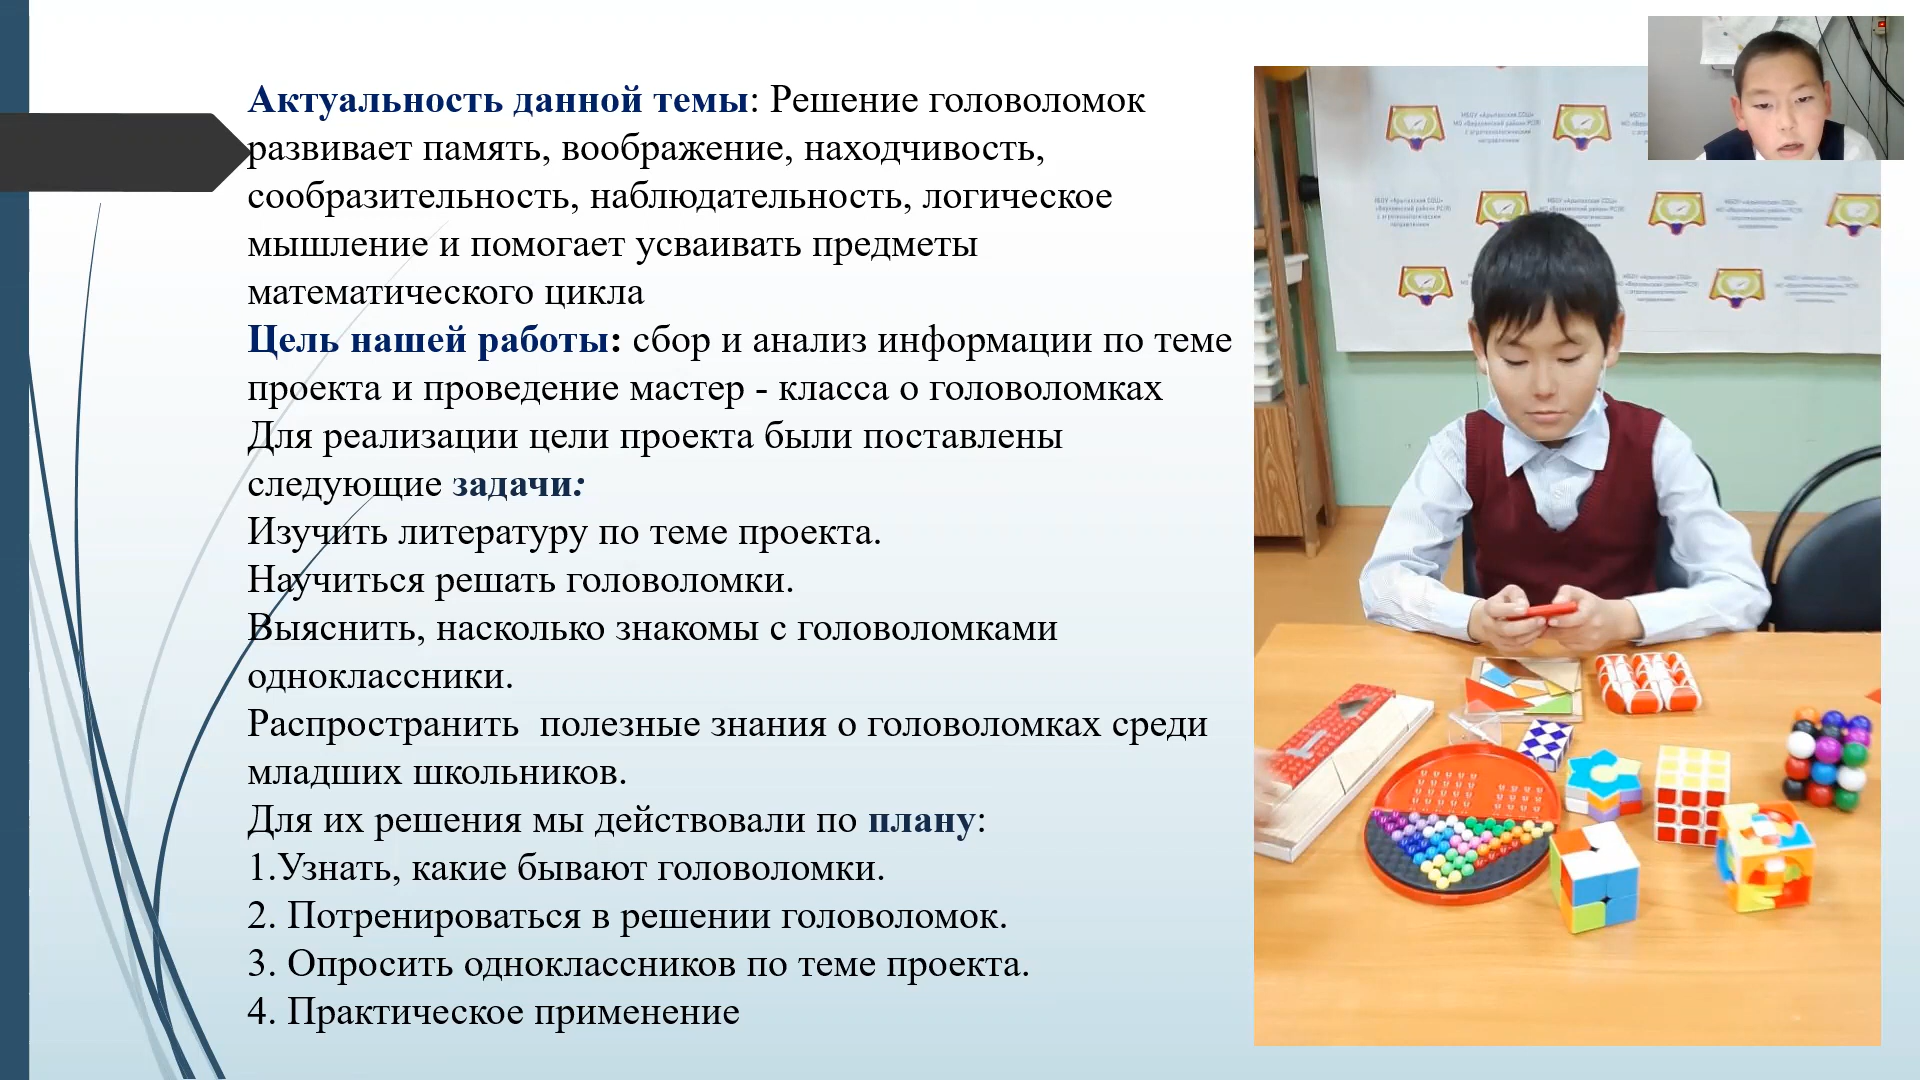 Актуальность данной темы: Решение головоломок
развивает память, воображение, находчивость,
сообразительность, наблюдательность, логическое
мышление и помогает усваивать предметы
математического цикла
Цель нашей работы: сбор и анализ информации по теме
проекта и проведение мастер - класса о головоломках
Для реализации цели проекта были поставлены
следующие задачи:
Изучить литературу по теме проекта.
Научиться решать головоломки.
Выяснить, насколько знакомы с головоломками
одноклассники.
Распространить  полезные знания о головоломках среди
младших школьников.
Для их решения мы действовали по плану:
1.Узнать, какие бывают головоломки.
2. Потренироваться в решении головоломок.
3. Опросить одноклассников по теме проекта.
4. Практическое применение